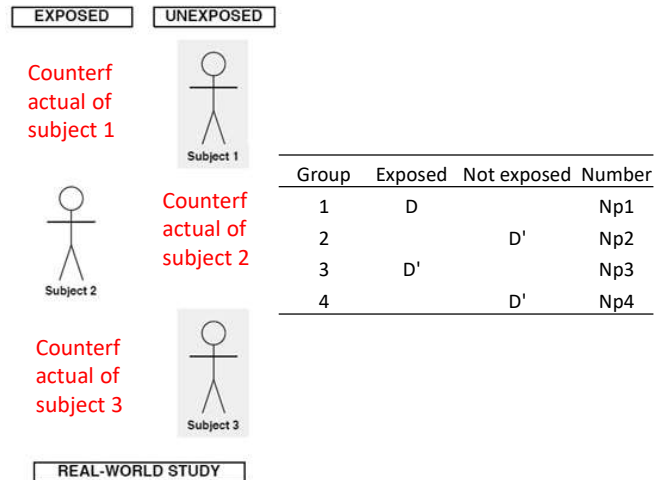 EXPOSED UNEXPOSED
Counterf
actual of
subject 1
Subject 1
Subject 2
Counterf
actual of
subject 2
Counterf
actual of
subject 3
Subject 3
REAL-WORLD STUDY
Group Exposed Not exposed Number
1 D Np1
2 D' Np2
3 D' Np3
4 D' Np4